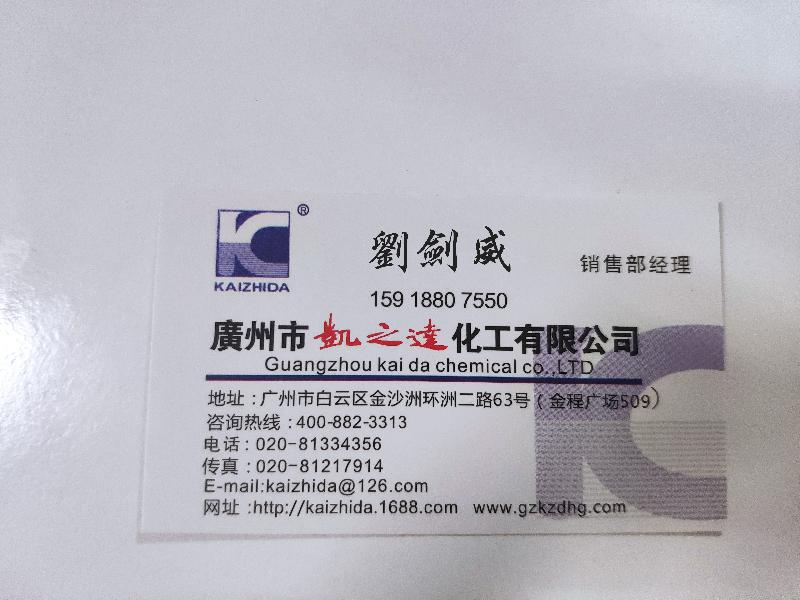 KC ®
KAIZHIDA
劉劍威 销售部经理
159 1880 7550
廣州市凱之達化工有限公司
Guangzhou kai da chemical co.,LTD
地址：广州市白云区金沙洲环洲二路63号（金程广场509）
咨询热线：400-882-3313
电话：020-81334356
传真：020-81217914
E-mail:kaizhida@126.com
网址:http://kaizhida.1688.com www.gzkzdhg.com